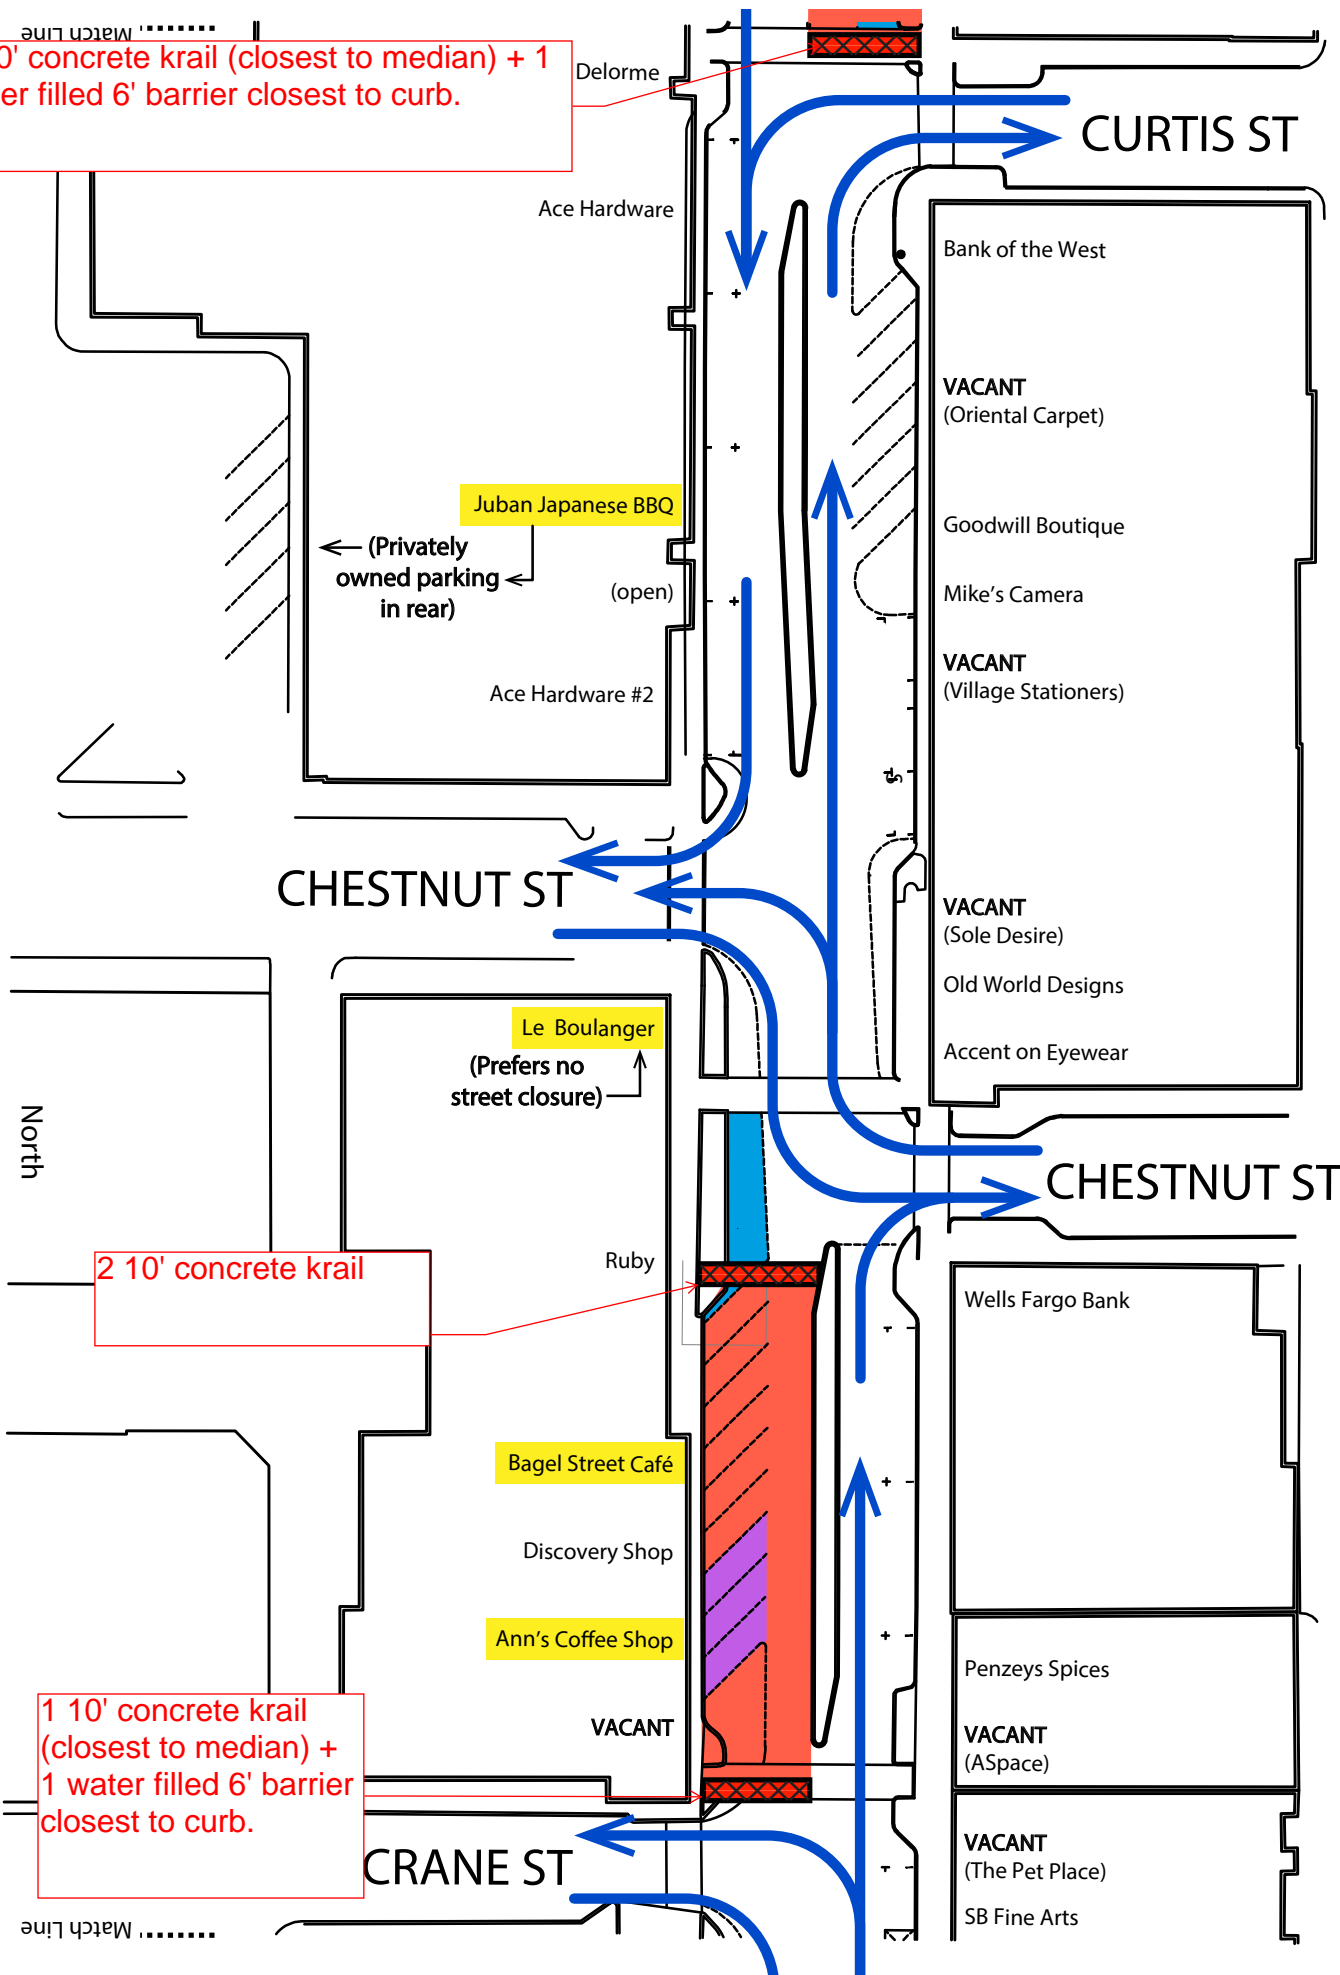 Match Line
0' concrete krail (closest to median) + 1
er filled 6' barrier closest to curb.
Delorme
CURTIS ST
Ace Hardware
Bank of the West
VACANT
(Oriental Carpet)
Juban Japanese BBQ
(Privately
owned parking
in rear)
Goodwill Boutique
(open)
Mike's Camera
VACANT
(Village Stationers)
Ace Hardware #2
CHESTNUT ST
VACANT
(Sole Desire)
Old World Designs
Le Boulanger
(Prefers no
street closure)
Accent on Eyewear
North
CHESTNUT ST
2 10' concrete krail
Ruby
Wells Fargo Bank
Bagel Street Café
Discovery Shop
Ann's Coffee Shop
Penzeys Spices
1 10' concrete krail
(closest to median) +
1 water filled 6' barrier
closest to curb.
VACANT
VACANT
(ASpace)
VACANT
(The Pet Place)
CRANE ST
SB Fine Arts
Match Line